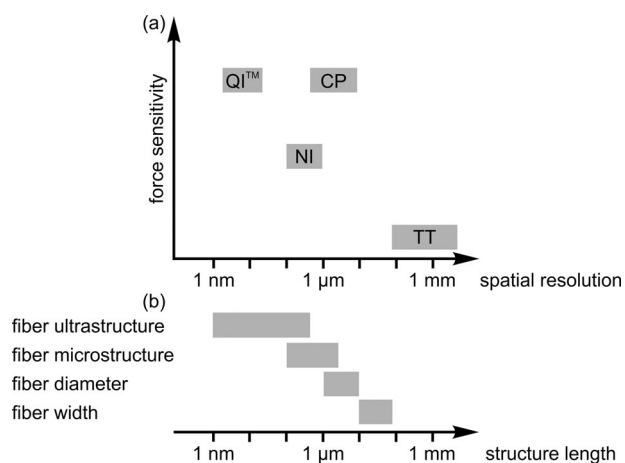 (a)
force sensitivity
QI™ CP
NI
TT
1 nm 1 µm 1 mm spatial resolution
(b)
fiber ultrastructure
fiber microstructure
fiber diameter
fiber width
1 nm 1 µm 1 mm structure length